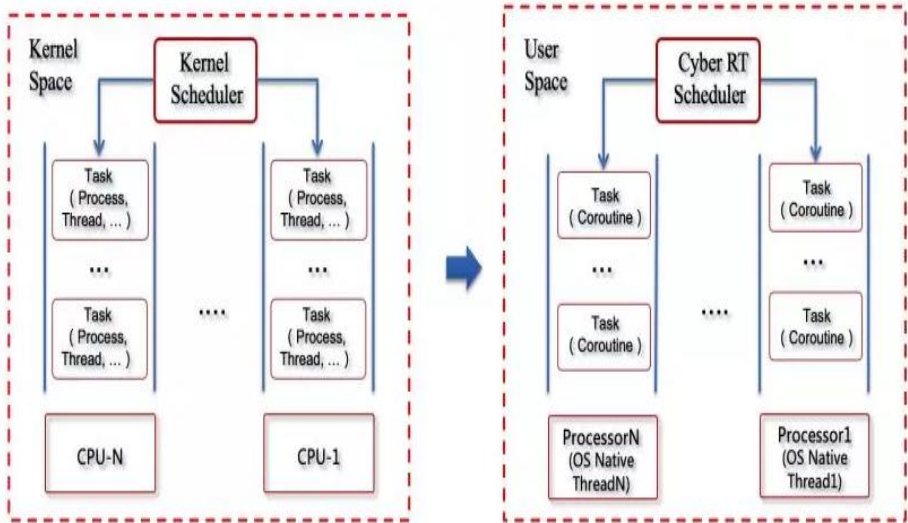 Kernel
Space
Kernel
Scheduler
Task
( Process,
Thread, ... )
...
Task
( Process,
Thread, ... )
CPU-N
....
Task
( Process,
Thread, ... )
...
Task
( Process,
Thread, ... )
CPU-1
User
Space
Cyber RT
Scheduler
Task
( Coroutine )
...
Task
( Coroutine )
ProcessorN
(OS Native
ThreadN)
....
Task
( Coroutine )
...
Task
( Coroutine )
Processor1
(OS Native
Thread1)